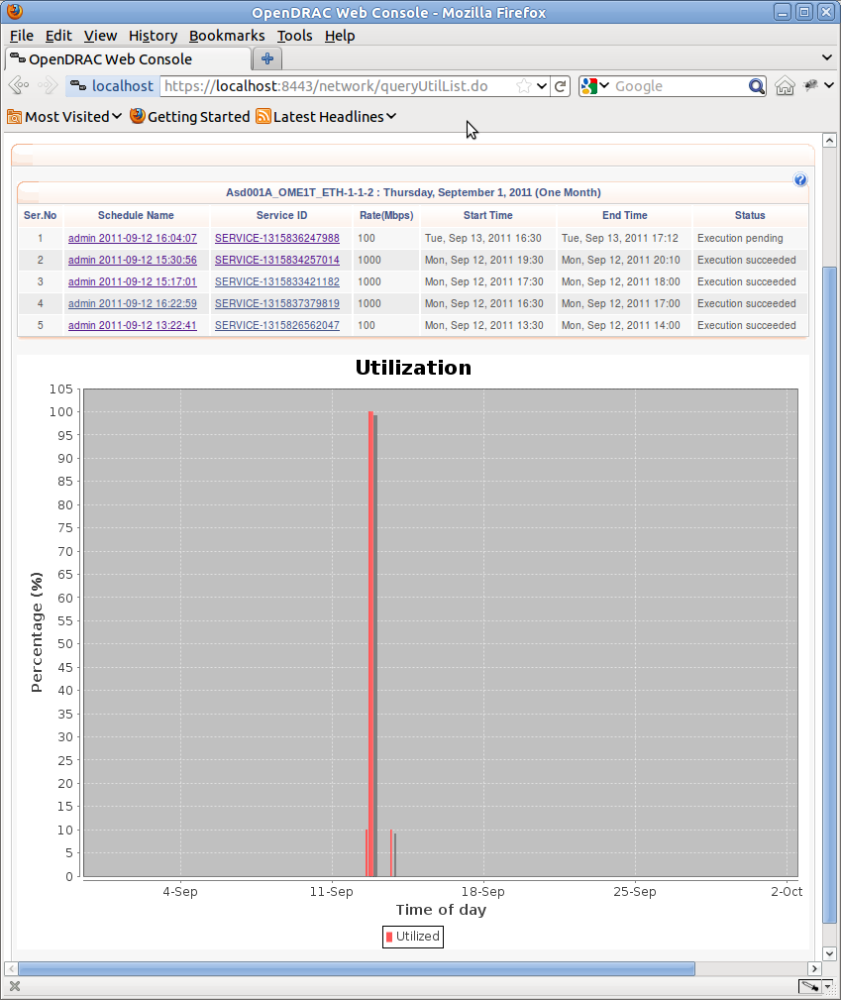 OpenDRAC Web Console - Mozilla Firefox
File Edit View History Bookmarks Tools Help
OpenDRAC Web Console
localhost https://localhost:8443/network/queryUtilList.do Google
Most Visited Getting Started Latest Headlines
Asd001A_OME1T_ETH-1-1-2 : Thursday, September 1, 2011 (One Month)
Ser.No Schedule Name Service ID Rate(Mbps) Start Time End Time Status
1 admin 2011-09-12 16:04:07 SERVICE-1315836247988 100 Tue, Sep 13, 2011 16:30 Tue, Sep 13, 2011 17:12 Execution pending
2 admin 2011-09-12 15:30:56 SERVICE-1315834257014 1000 Mon, Sep 12, 2011 19:30 Mon, Sep 12, 2011 20:10 Execution succeeded
3 admin 2011-09-12 15:17:01 SERVICE-1315833421182 1000 Mon, Sep 12, 2011 17:30 Mon, Sep 12, 2011 18:00 Execution succeeded
4 admin 2011-09-12 16:22:59 SERVICE-1315837379819 1000 Mon, Sep 12, 2011 16:30 Mon, Sep 12, 2011 17:00 Execution succeeded
5 admin 2011-09-12 13:22:41 SERVICE-1315826562047 100 Mon, Sep 12, 2011 13:30 Mon, Sep 12, 2011 14:00 Execution succeeded
Utilization
105
100
95
90
85
80
75
70
65
60
55
50
45
40
35
30
25
20
15
10
5
0
Percentage (%)
4-Sep 11-Sep 18-Sep 25-Sep 2-Oct
Time of day
Utilized